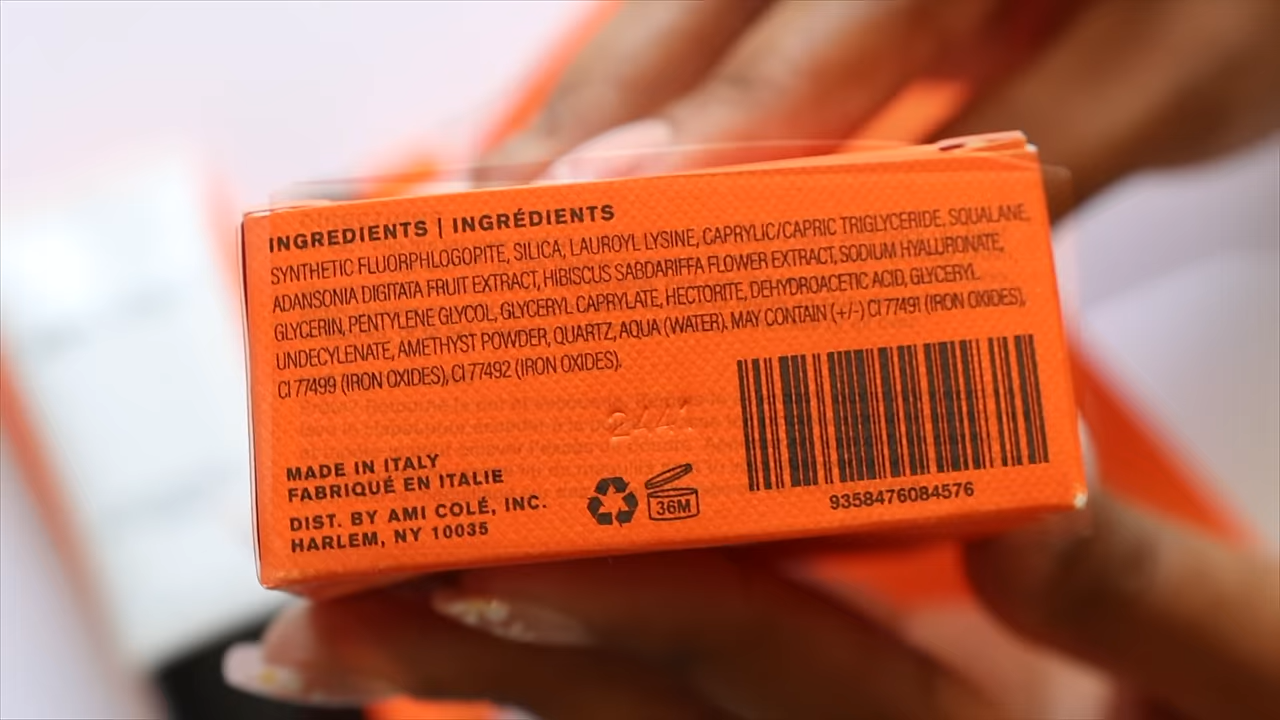 INGREDIENTS | INGRÉDIENTS
SYNTHETIC FLUORPHLOGOPITE, SILICA, LAUROYL LYSINE, CAPRYLIC/CAPRIC TRIGLYCERIDE, SQUALANE,
ADANSONIA DIGITATA FRUIT EXTRACT, HIBISCUS SABDARIFFA FLOWER EXTRACT, SODIUM HYALURONATE,
GLYCERIN, PENTYLENE GLYCOL, GLYCERYL CAPRYLATE, HECTORITE, DEHYDROACETIC ACID, GLYCERYL
UNDECYLENATE, AMETHYST POWDER, QUARTZ, AQUA (WATER). MAY CONTAIN (+/-) CI 77491 (IRON OXIDES),
CI 77499 (IRON OXIDES), CI 77492 (IRON OXIDES).
2441
MADE IN ITALY
FABRIQUÉ EN ITALIE
DIST. BY AMI COLÉ, INC.
HARLEM, NY 10035
36M
9358476084576